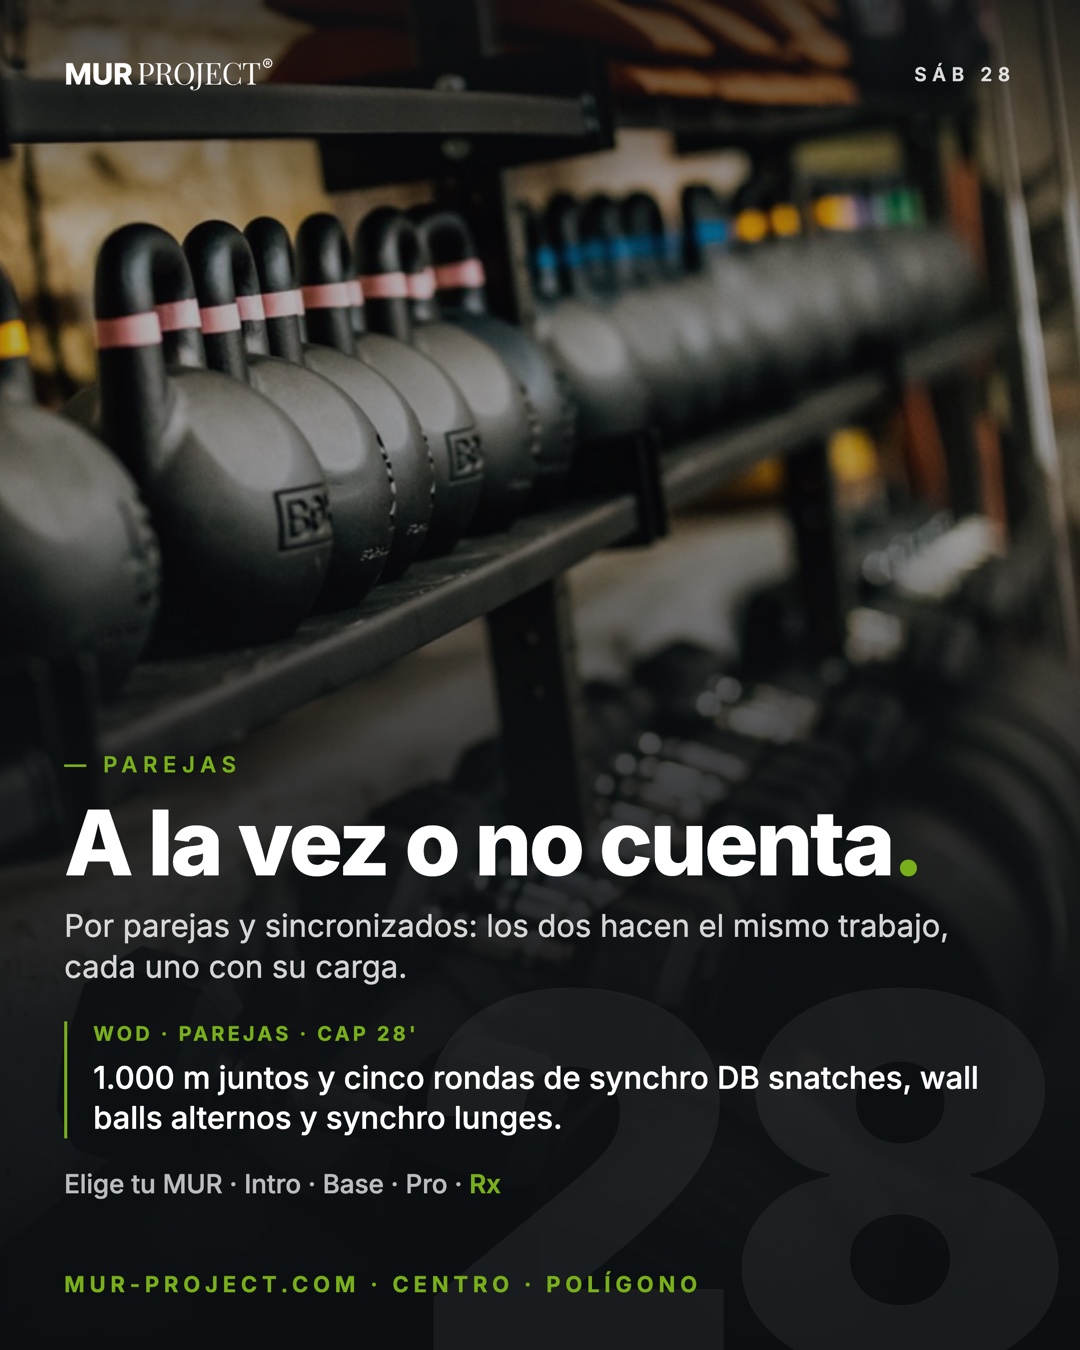 MUR PROJECT®
SÁB 28
— PAREJAS
A la vez o no cuenta.
Por parejas y sincronizados: los dos hacen el mismo trabajo,
cada uno con su carga.
WOD · PAREJAS · CAP 28'
1.000 m juntos y cinco rondas de synchro DB snatches, wall
balls alternos y synchro lunges.
Elige tu MUR · Intro · Base · Pro · Rx
28
MUR-PROJECT.COM · CENTRO · POLÍGONO